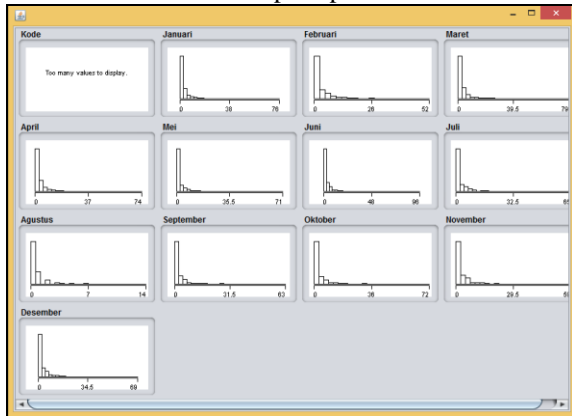 Kode Januari Februari Maret
Too many values to display.
0 38 76
0 26 52
0 39.5 79
April Mei Juni Juli
0 37 74
0 35.5 71
0 48 96
0 32.5
Agustus September Oktober November
0 7 14
0 31.5 63
0 36 72
0 29.5
Desember
0 34.5 69